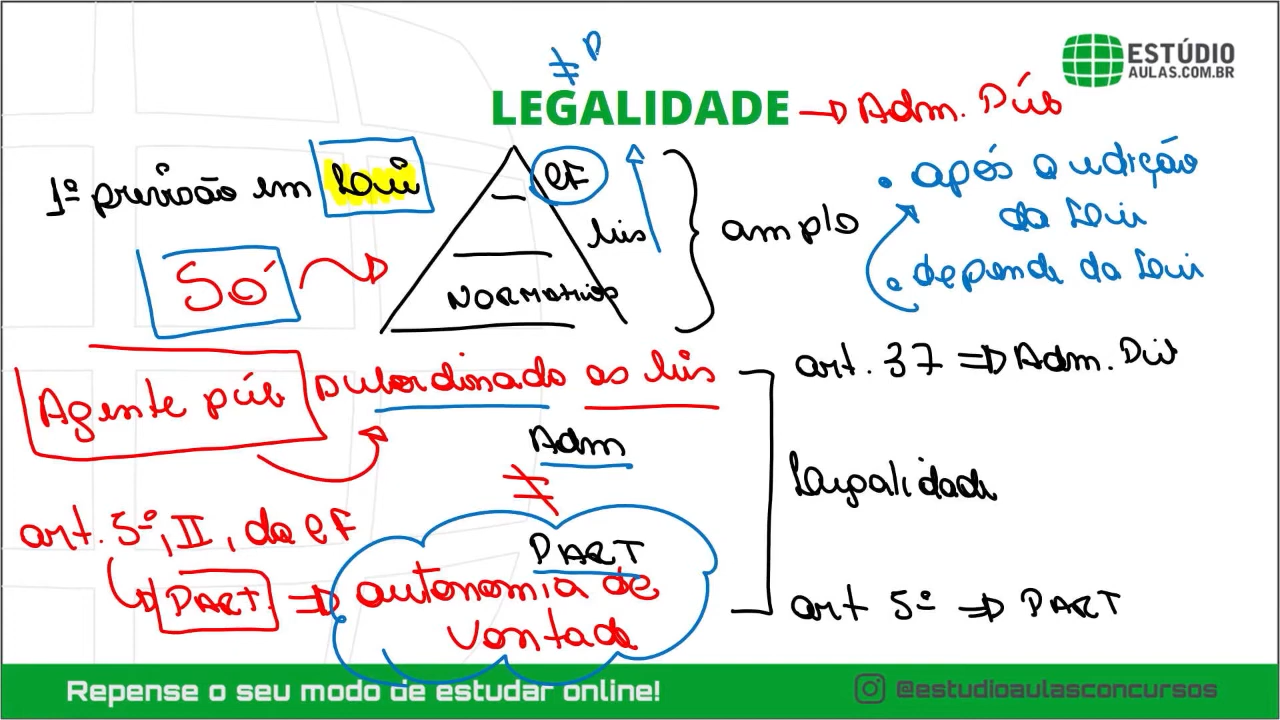 ≠ P
ESTÚDIO
AULAS.COM.BR
LEGALIDADE → Adm. Púb
1º previsão em Lei
CF
leis
NORMATIVOS
amplo
Só
• após a edição
da Lei
• depende da Lei
Agente púb subordinado as leis
art. 37 ⇒ Adm. Púb
Adm
≠
Legalidade
art. 5º, II, da CF
PART
PART. ⇒ autonomia de
vontade
art 5º ⇒ PART
Repense o seu modo de estudar online!
@estudioaulasconcursos